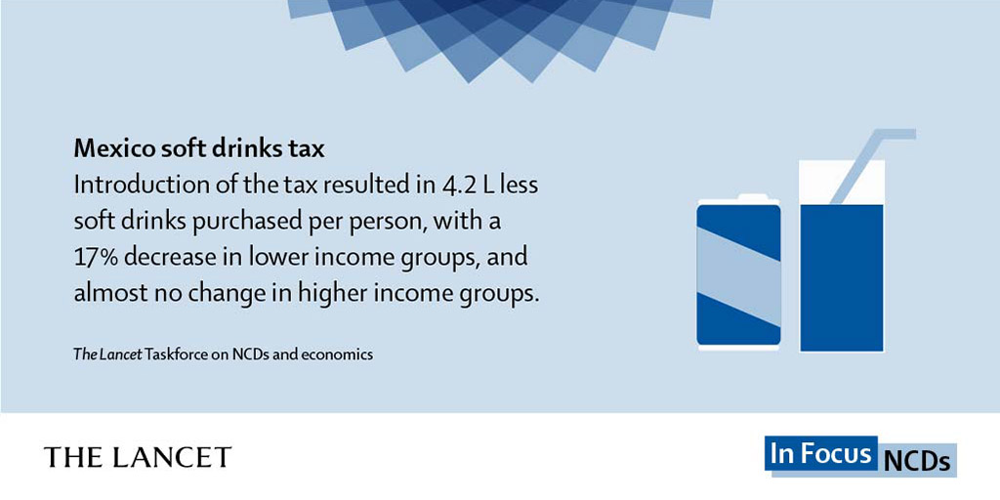 Mexico soft drinks tax
Introduction of the tax resulted in 4.2 L less
soft drinks purchased per person, with a
17% decrease in lower income groups, and
almost no change in higher income groups.
The Lancet Taskforce on NCDs and economics
THE LANCET
In Focus
NCDs